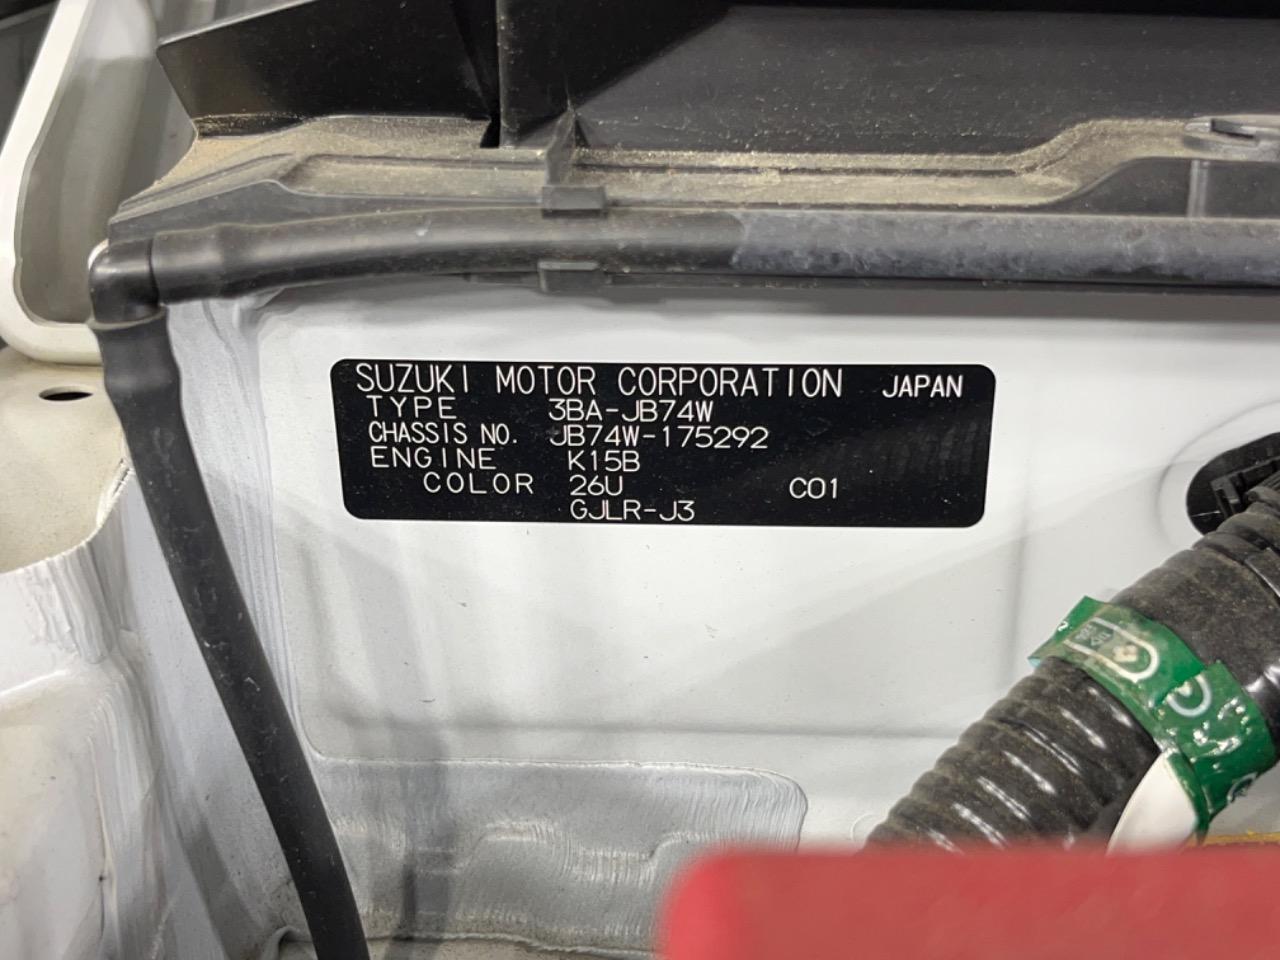 SUZUKI MOTOR CORPORATION JAPAN
TYPE 3BA-JB74W
CHASSIS NO. JB74W-175292
ENGINE K15B
COLOR 26U C01
GJLR-J3